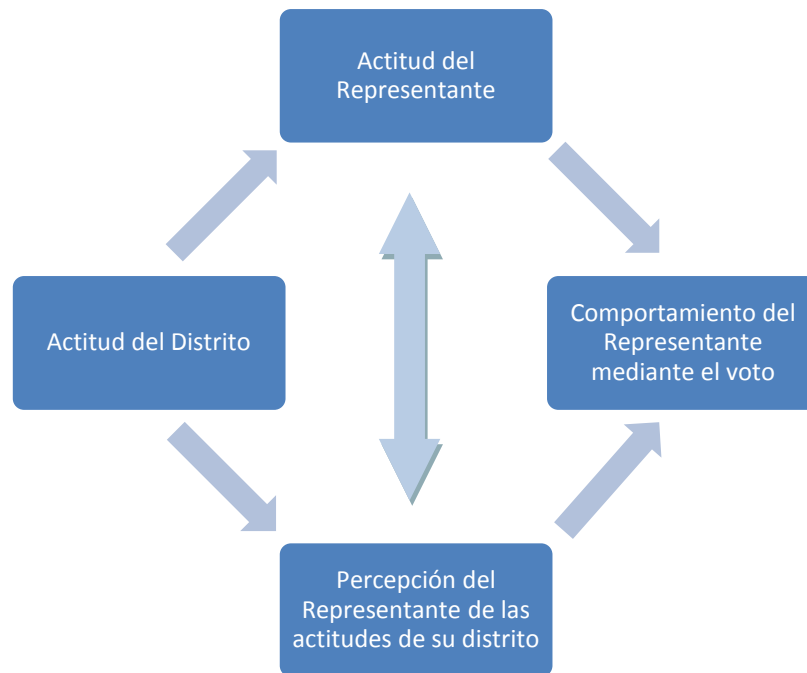 Actitud del
Representante
Actitud del Distrito
Comportamiento del
Representante
mediante el voto
Percepción del
Representante de las
actitudes de su distrito